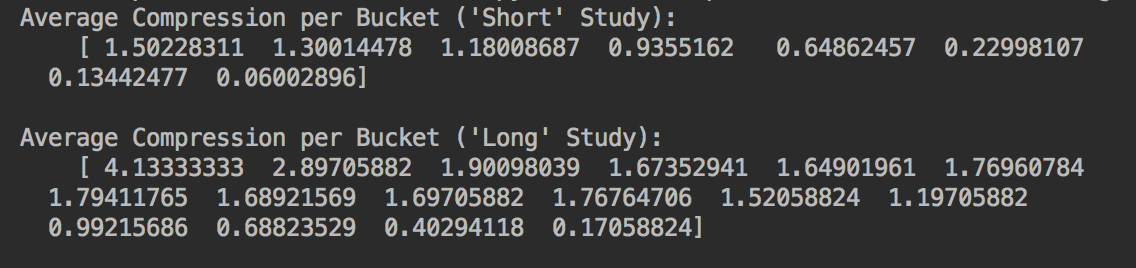 Average Compression per Bucket ('Short' Study):
[ 1.50228311 1.30014478 1.18008687 0.9355162 0.64862457 0.22998107
0.13442477 0.06002896]
Average Compression per Bucket ('Long' Study):
[ 4.13333333 2.89705882 1.90098039 1.67352941 1.64901961 1.76960784
1.79411765 1.68921569 1.69705882 1.76764706 1.52058824 1.19705882
0.99215686 0.68823529 0.40294118 0.17058824]